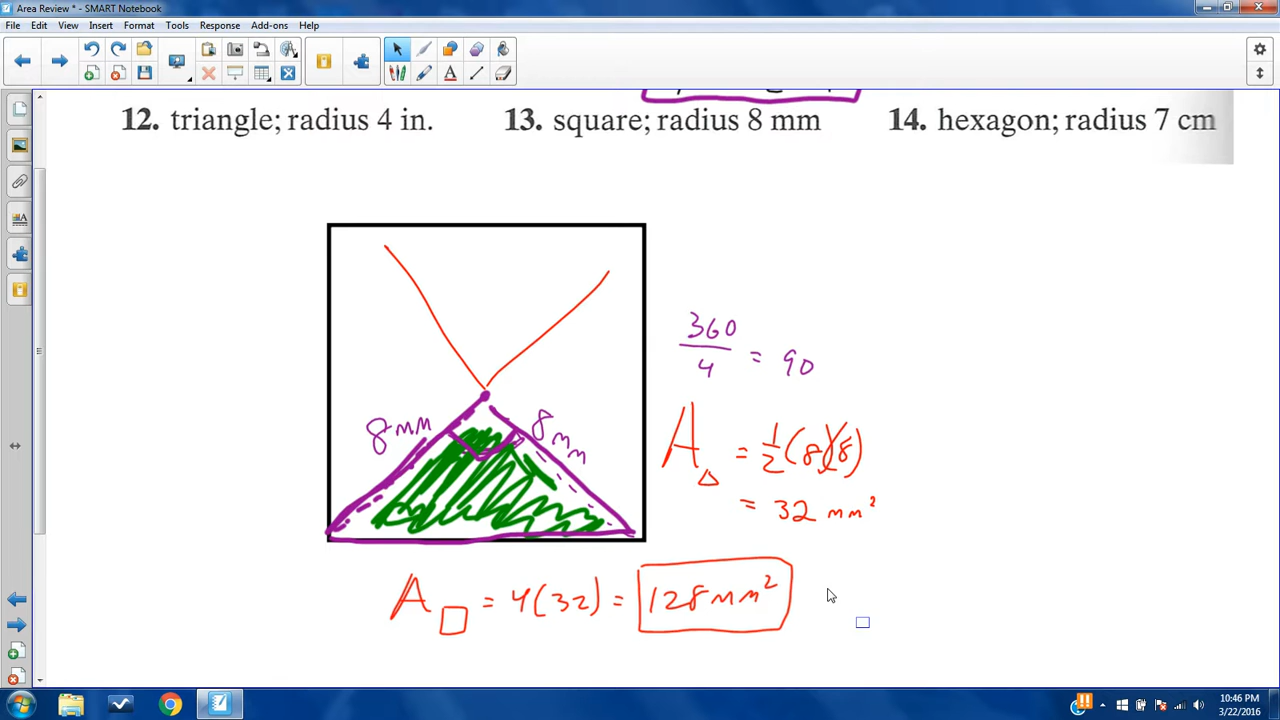 Area Review * - SMART Notebook
File Edit View Insert Format Tools Response Add-ons Help
12. triangle; radius 4 in. 13. square; radius 8 mm 14. hexagon; radius 7 cm
360
4
= 90
8mm
8mm
A△ = 1/2(8)(8)
= 32 mm²
A□ = 4(32) = 128mm²
10:46 PM
3/22/2016